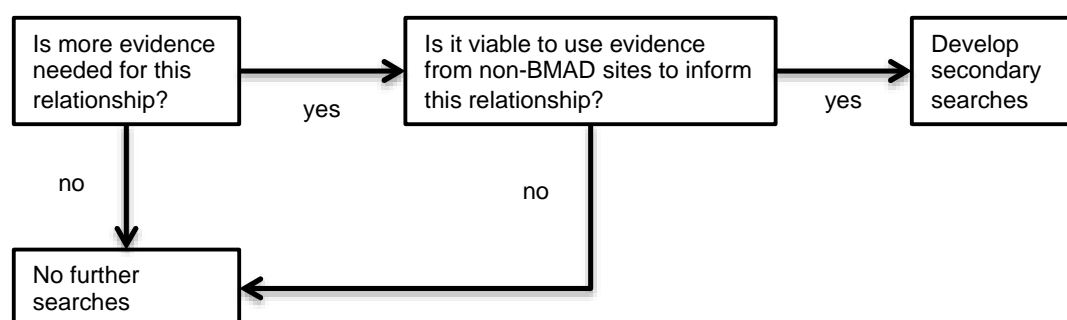 Is more evidence
needed for this
relationship?
yes
Is it viable to use evidence
from non-BMAD sites to inform
this relationship?
yes
Develop
secondary
searches
no
no
No further
searches